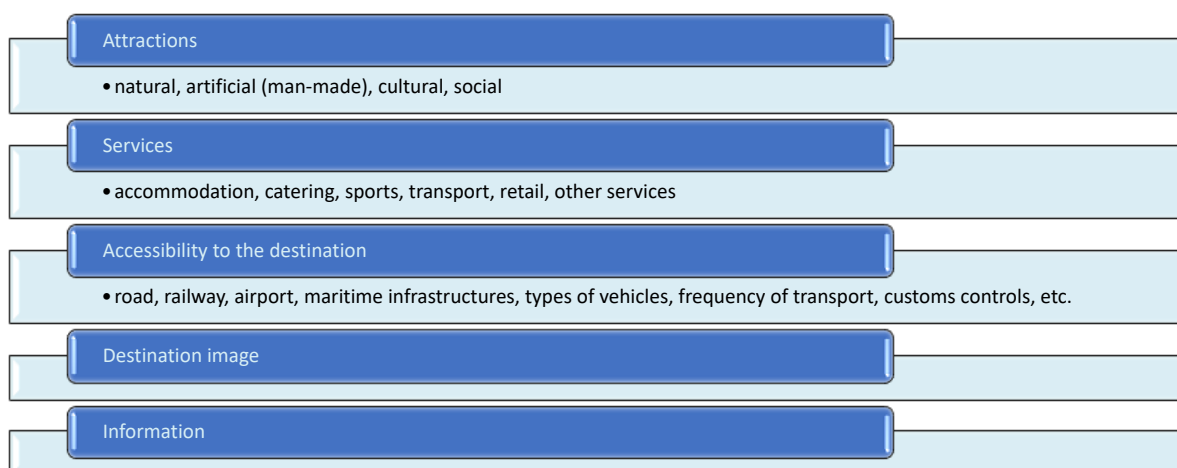 Attractions
• natural, artificial (man-made), cultural, social
Services
• accommodation, catering, sports, transport, retail, other services
Accessibility to the destination
• road, railway, airport, maritime infrastructures, types of vehicles, frequency of transport, customs controls, etc.
Destination image
Information